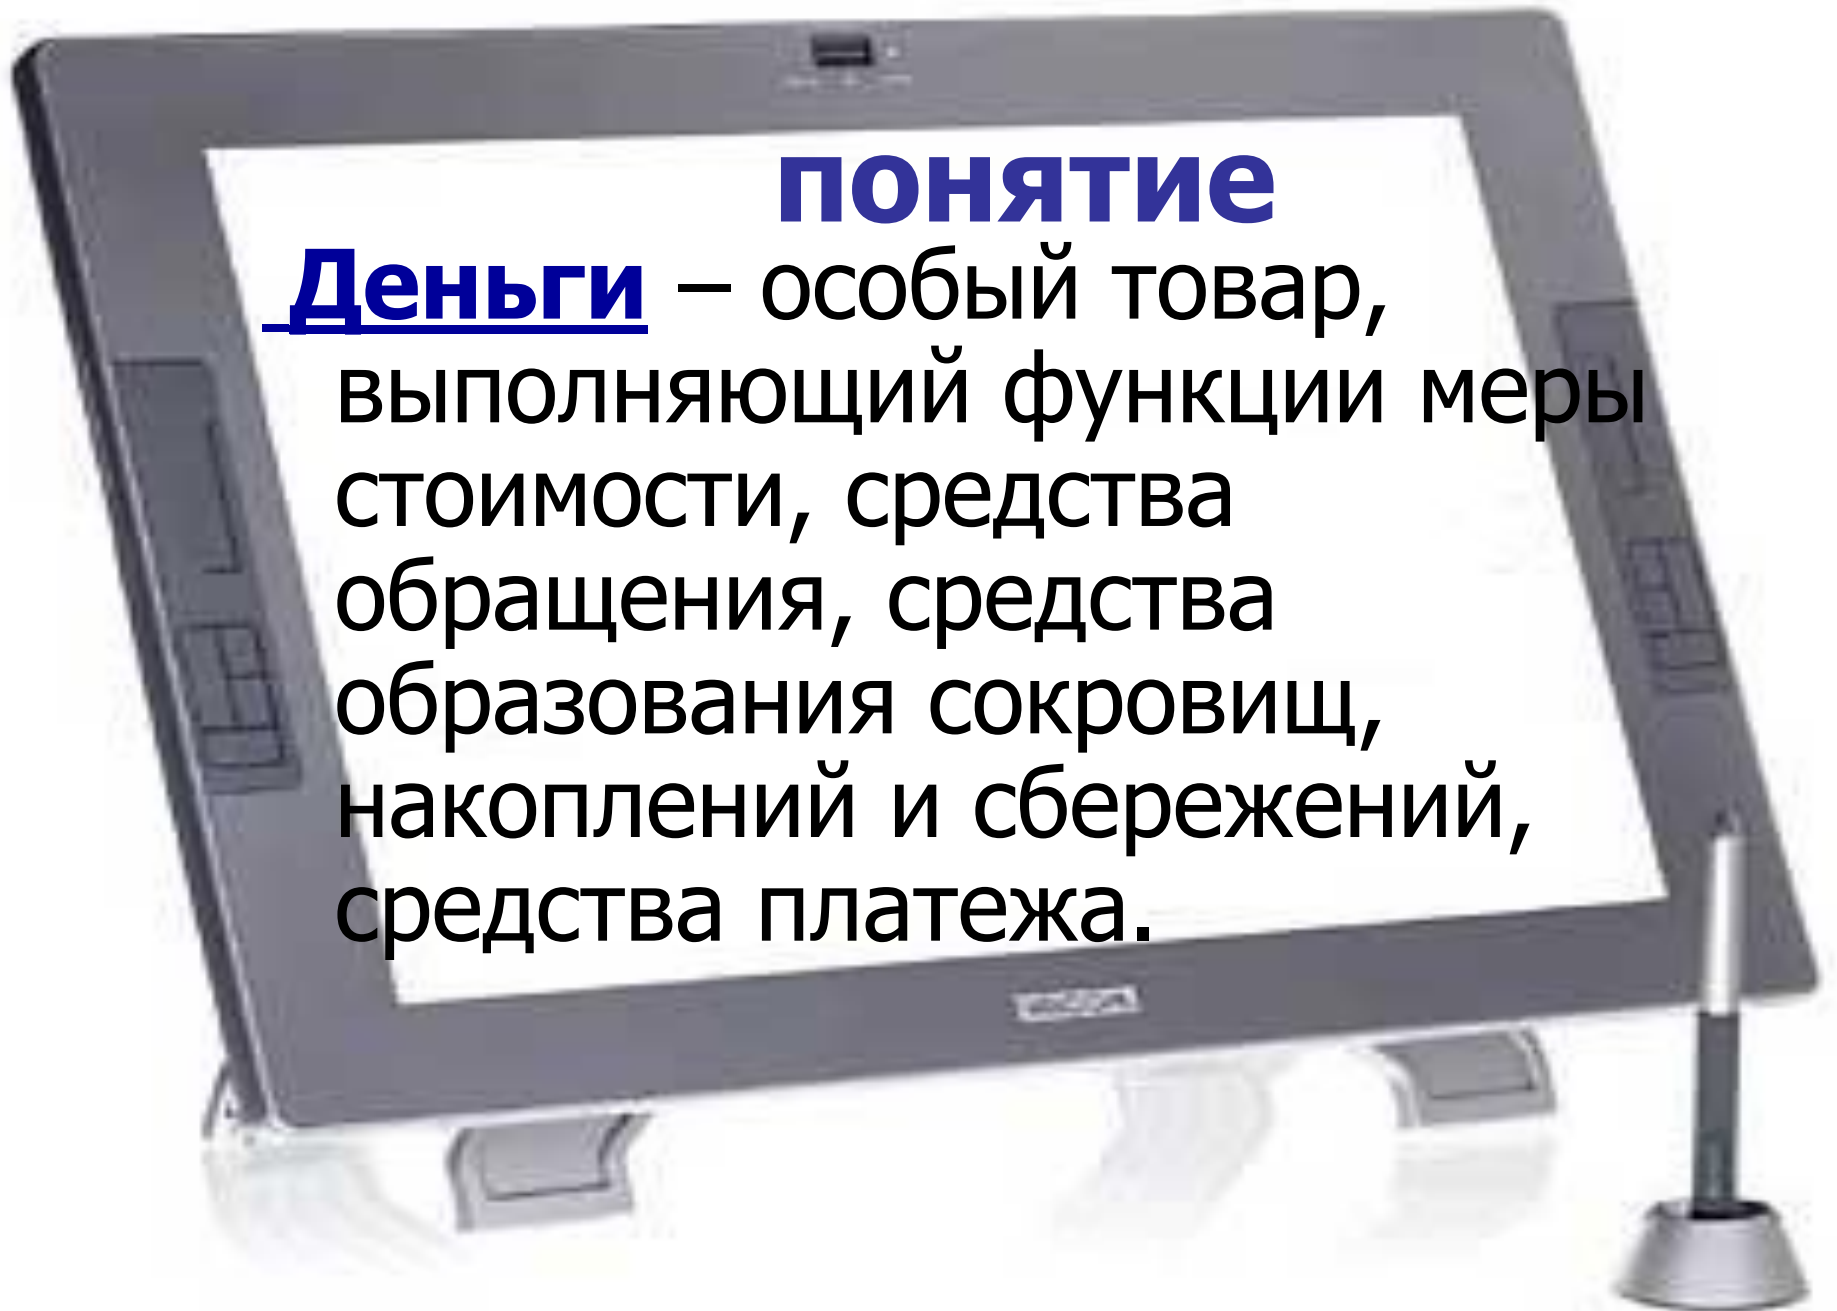 понятие
Деньги – особый товар,
выполняющий функции меры
стоимости, средства
обращения, средства
образования сокровищ,
накоплений и сбережений,
средства платежа.